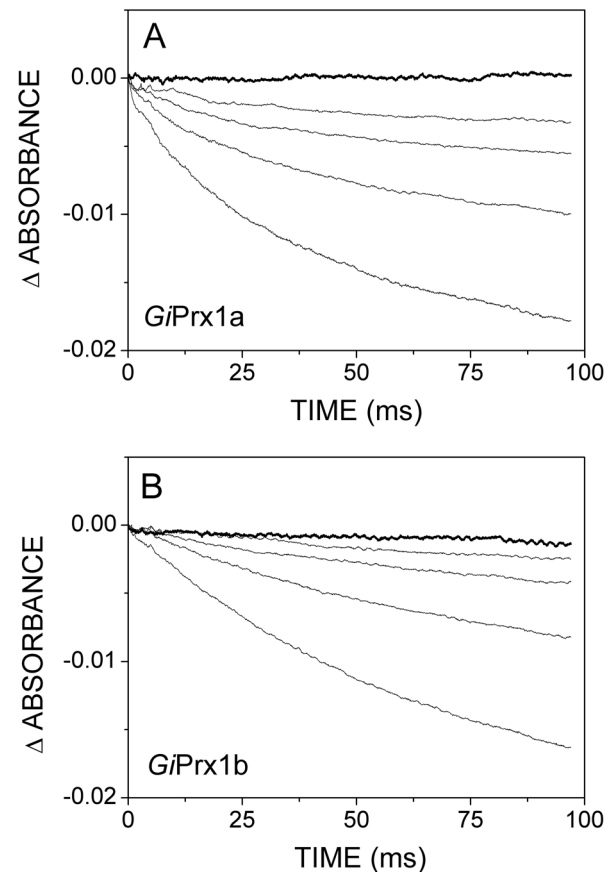 A
0.00
-0.01
-0.02
Δ ABSORBANCE
GiPrx1a
0 25 50 75 100
TIME (ms)
B
0.00
-0.01
-0.02
Δ ABSORBANCE
GiPrx1b
0 25 50 75 100
TIME (ms)